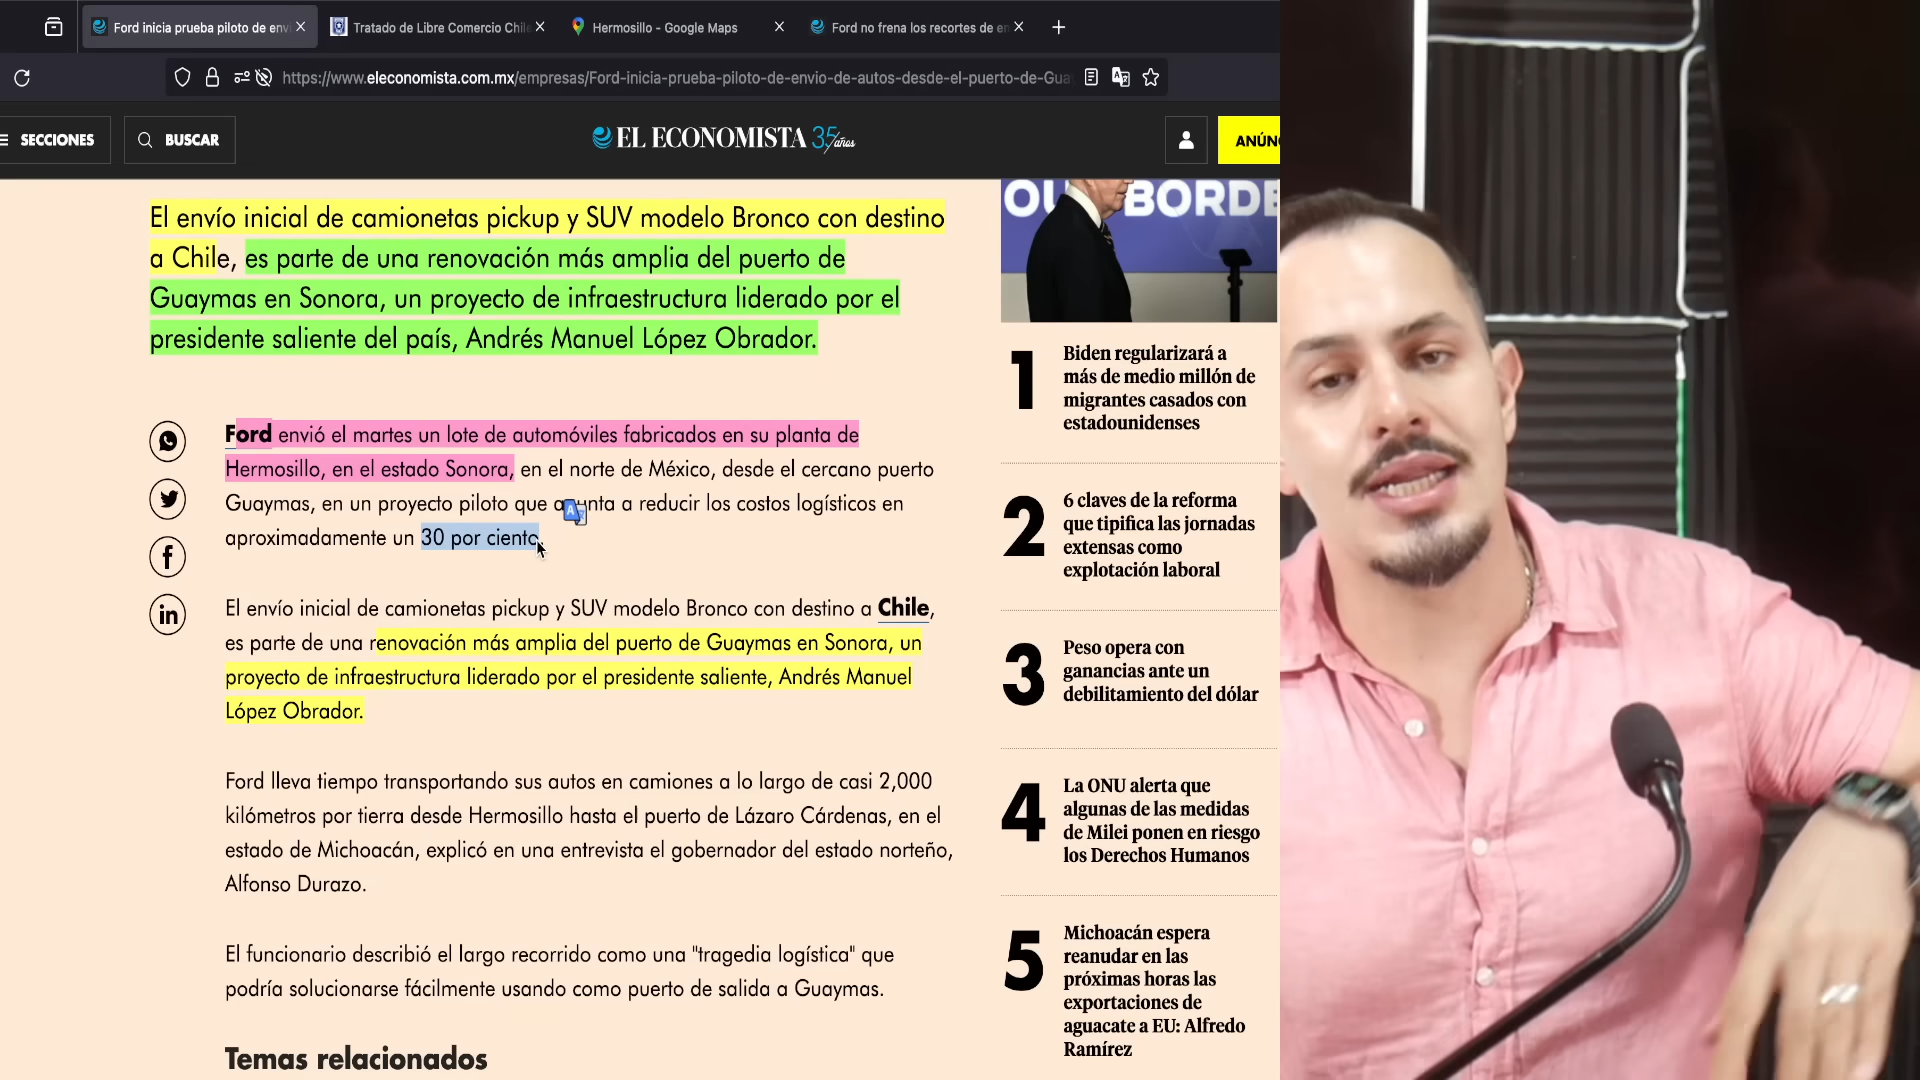 Ford inicia prueba piloto de envi
Tratado de Libre Comercio Chile
Hermosillo - Google Maps
Ford no frena los recortes de en
https://www.eleconomista.com.mx/empresas/Ford-inicia-prueba-piloto-de-envio-de-autos-desde-el-puerto-de-Gua
SECCIONES
BUSCAR
EL ECONOMISTA 35 años
ANÚN
El envío inicial de camionetas pickup y SUV modelo Bronco con destino
a Chile, es parte de una renovación más amplia del puerto de
Guaymas en Sonora, un proyecto de infraestructura liderado por el
presidente saliente del país, Andrés Manuel López Obrador.
Ford envió el martes un lote de automóviles fabricados en su planta de
Hermosillo, en el estado Sonora, en el norte de México, desde el cercano puerto
Guaymas, en un proyecto piloto que apunta a reducir los costos logísticos en
aproximadamente un 30 por ciento.
El envío inicial de camionetas pickup y SUV modelo Bronco con destino a Chile,
es parte de una renovación más amplia del puerto de Guaymas en Sonora, un
proyecto de infraestructura liderado por el presidente saliente, Andrés Manuel
López Obrador.
Ford lleva tiempo transportando sus autos en camiones a lo largo de casi 2,000
kilómetros por tierra desde Hermosillo hasta el puerto de Lázaro Cárdenas, en el
estado de Michoacán, explicó en una entrevista el gobernador del estado norteño,
Alfonso Durazo.
El funcionario describió el largo recorrido como una "tragedia logística" que
podría solucionarse fácilmente usando como puerto de salida a Guaymas.
Temas relacionados
OU BORDE
1
Biden regularizará a
más de medio millón de
migrantes casados con
estadounidenses
2
6 claves de la reforma
que tipifica las jornadas
extensas como
explotación laboral
3
Peso opera con
ganancias ante un
debilitamiento del dólar
4
La ONU alerta que
algunas de las medidas
de Milei ponen en riesgo
los Derechos Humanos
5
Michoacán espera
reanudar en las
próximas horas las
exportaciones de
aguacate a EU: Alfredo
Ramírez